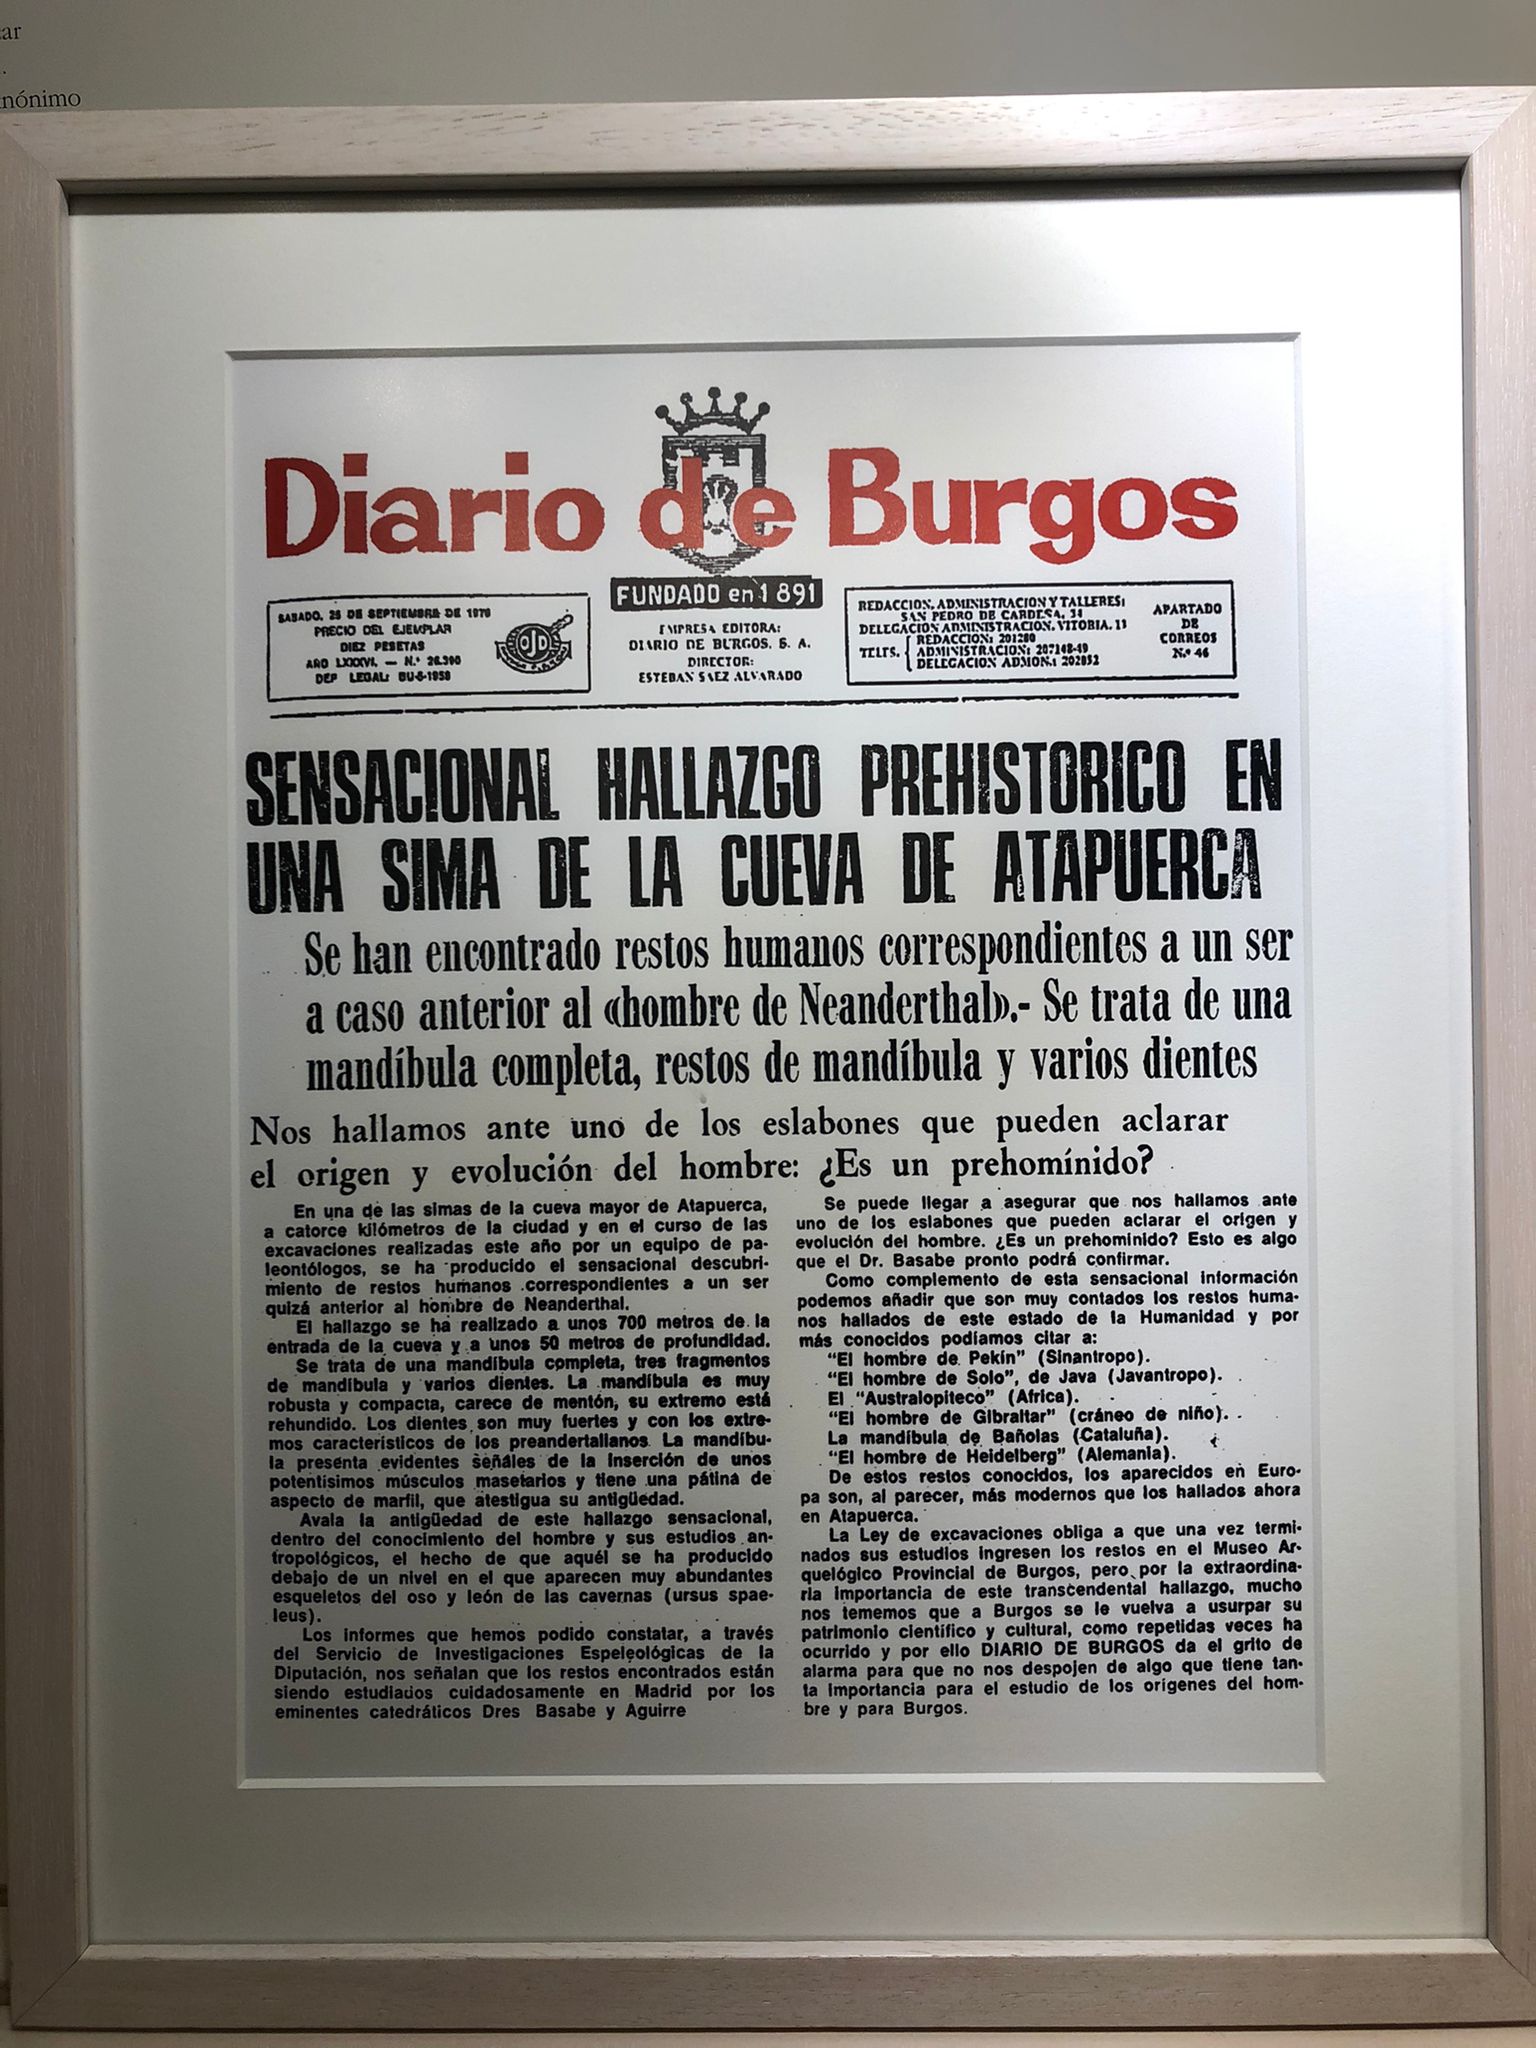 ar
.
nónimo
Diario de Burgos
FUNDADO en 1891
SABADO, 25 DE SEPTIEMBRE DE 1976
PRECIO DEL EJEMPLAR
DIEZ PESETAS
AÑO LXXXVI. — N.º 26.390
DEP LEGAL: BU-6-1958
OJD
EMPRESA EDITORA:
DIARIO DE BURGOS, S. A.
DIRECTOR:
ESTEBAN SAEZ ALVARADO
REDACCION, ADMINISTRACION Y TALLERES:
SAN PEDRO DE CARDEÑA, 34
DELEGACION ADMINISTRACION, VITORIA, 13
TELFS. { REDACCION: 201280
ADMINISTRACION: 207148-49
DELEGACION ADMON.: 202852
APARTADO
DE
CORREOS
N.º 46
SENSACIONAL HALLAZGO PREHISTORICO EN
UNA SIMA DE LA CUEVA DE ATAPUERCA
Se han encontrado restos humanos correspondientes a un ser
a caso anterior al «hombre de Neanderthal».- Se trata de una
mandíbula completa, restos de mandíbula y varios dientes
Nos hallamos ante uno de los eslabones que pueden aclarar
el origen y evolución del hombre: ¿Es un prehomínido?
En una de las simas de la cueva mayor de Atapuerca,
a catorce kilómetros de la ciudad y en el curso de las
excavaciones realizadas este año por un equipo de pa-
leontólogos, se ha producido el sensacional descubri-
miento de restos humanos correspondientes a un ser
quizá anterior al hombre de Neanderthal.
El hallazgo se ha realizado a unos 700 metros de la
entrada de la cueva y a unos 50 metros de profundidad.
Se trata de una mandíbula completa, tres fragmentos
de mandíbula y varios dientes. La mandíbula es muy
robusta y compacta, carece de mentón, su extremo está
rehundido. Los dientes son muy fuertes y con los extre-
mos característicos de los preandertalianos La mandíbu-
la presenta evidentes señales de la inserción de unos
potentísimos músculos masetarios y tiene una pátina de
aspecto de marfil, que atestigua su antigüedad.
Avala la antigüedad de este hallazgo sensacional,
dentro del conocimiento del hombre y sus estudios an-
tropológicos, el hecho de que aquél se ha producido
debajo de un nivel en el que aparecen muy abundantes
esqueletos del oso y león de las cavernas (ursus spae-
leus).
Los informes que hemos podido constatar, a través
del Servicio de Investigaciones Espeleológicas de la
Diputación, nos señalan que los restos encontrados están
siendo estudiados cuidadosamente en Madrid por los
eminentes catedráticos Dres Basabe y Aguirre
Se puede llegar a asegurar que nos hallamos ante
uno de los eslabones que pueden aclarar el origen y
evolución del hombre. ¿Es un prehomínido? Esto es algo
que el Dr. Basabe pronto podrá confirmar.
Como complemento de esta sensacional información
podemos añadir que son muy contados los restos huma-
nos hallados de este estado de la Humanidad y por
más conocidos podíamos citar a:
"El hombre de Pekín" (Sinantropo).
"El hombre de Solo", de Java (Javantropo).
El "Australopiteco" (Africa).
"El hombre de Gibraltar" (cráneo de niño).
La mandíbula de Bañolas (Cataluña).
"El hombre de Heidelberg" (Alemania).
De estos restos conocidos, los aparecidos en Euro-
pa son, al parecer, más modernos que los hallados ahora
en Atapuerca.
La Ley de excavaciones obliga a que una vez termi-
nados sus estudios ingresen los restos en el Museo Ar-
quelógico Provincial de Burgos, pero por la extraordina-
ria importancia de este transcendental hallazgo, mucho
nos tememos que a Burgos se le vuelva a usurpar su
patrimonio científico y cultural, como repetidas veces ha
ocurrido y por ello DIARIO DE BURGOS da el grito de
alarma para que no nos despojen de algo que tiene tan-
ta importancia para el estudio de los orígenes del hom-
bre y para Burgos.